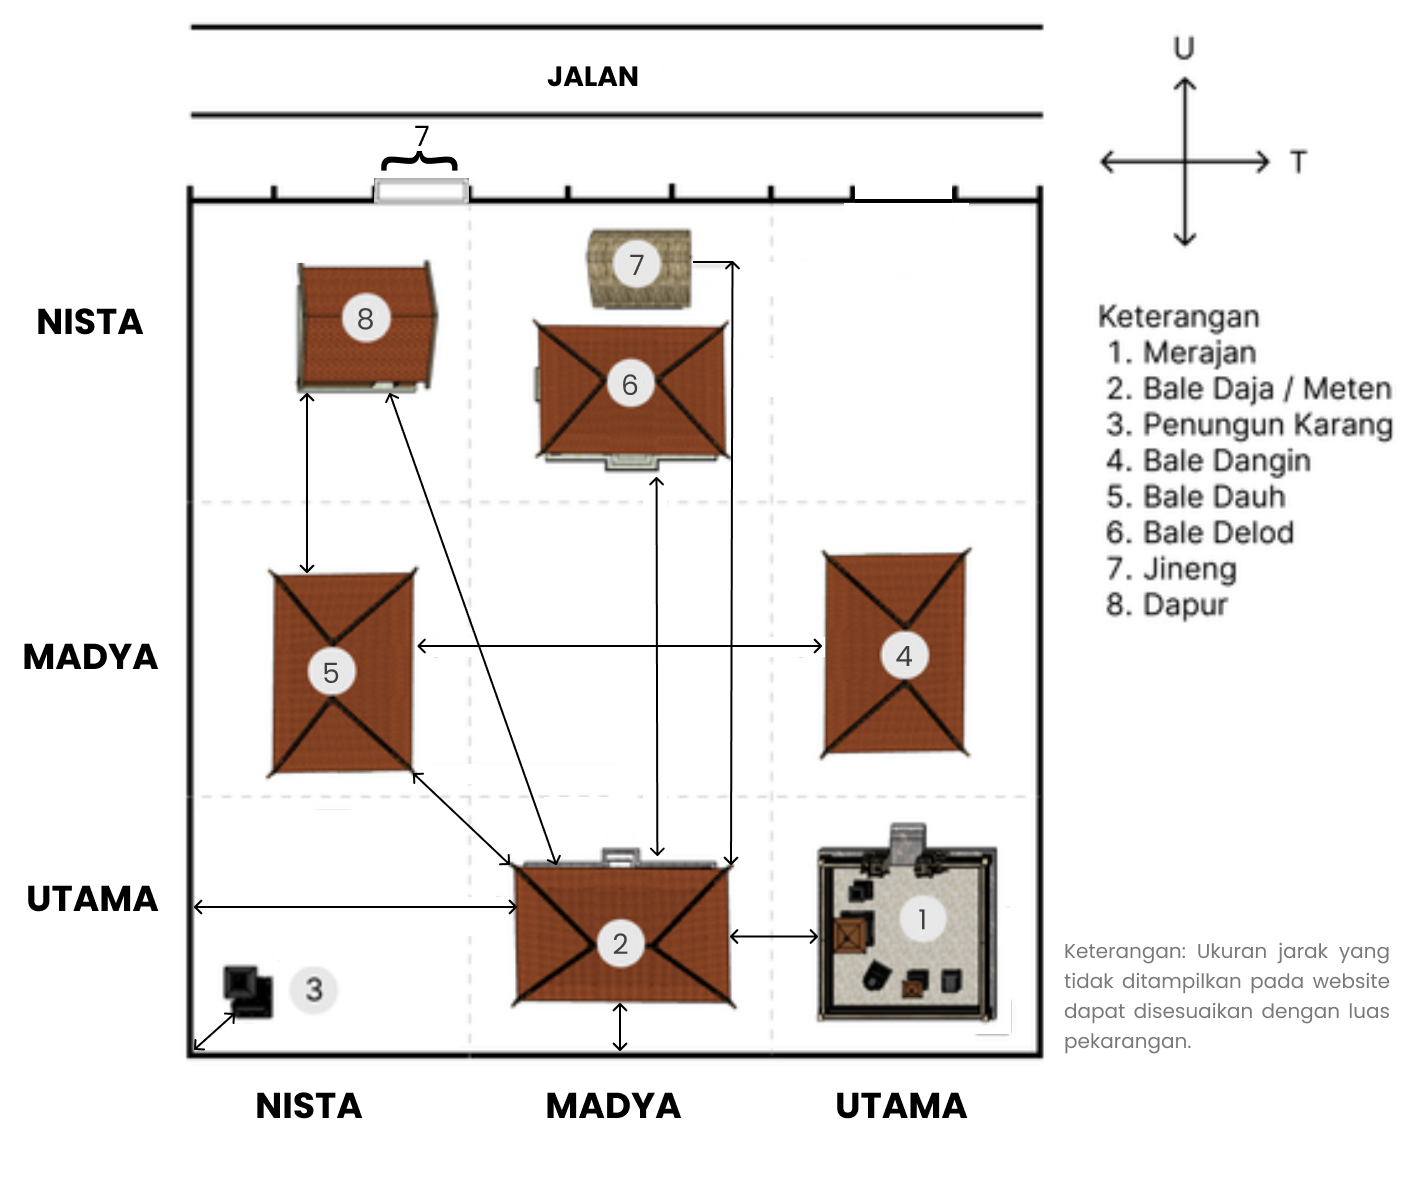 JALAN
U
T
7
NISTA
7
8
6
Keterangan
1. Merajan
2. Bale Daja / Meten
3. Penungun Karang
4. Bale Dangin
5. Bale Dauh
6. Bale Delod
7. Jineng
8. Dapur
MADYA
5
4
UTAMA
1
2
3
Keterangan: Ukuran jarak yang
tidak ditampilkan pada website
dapat disesuaikan dengan luas
pekarangan.
NISTA
MADYA
UTAMA